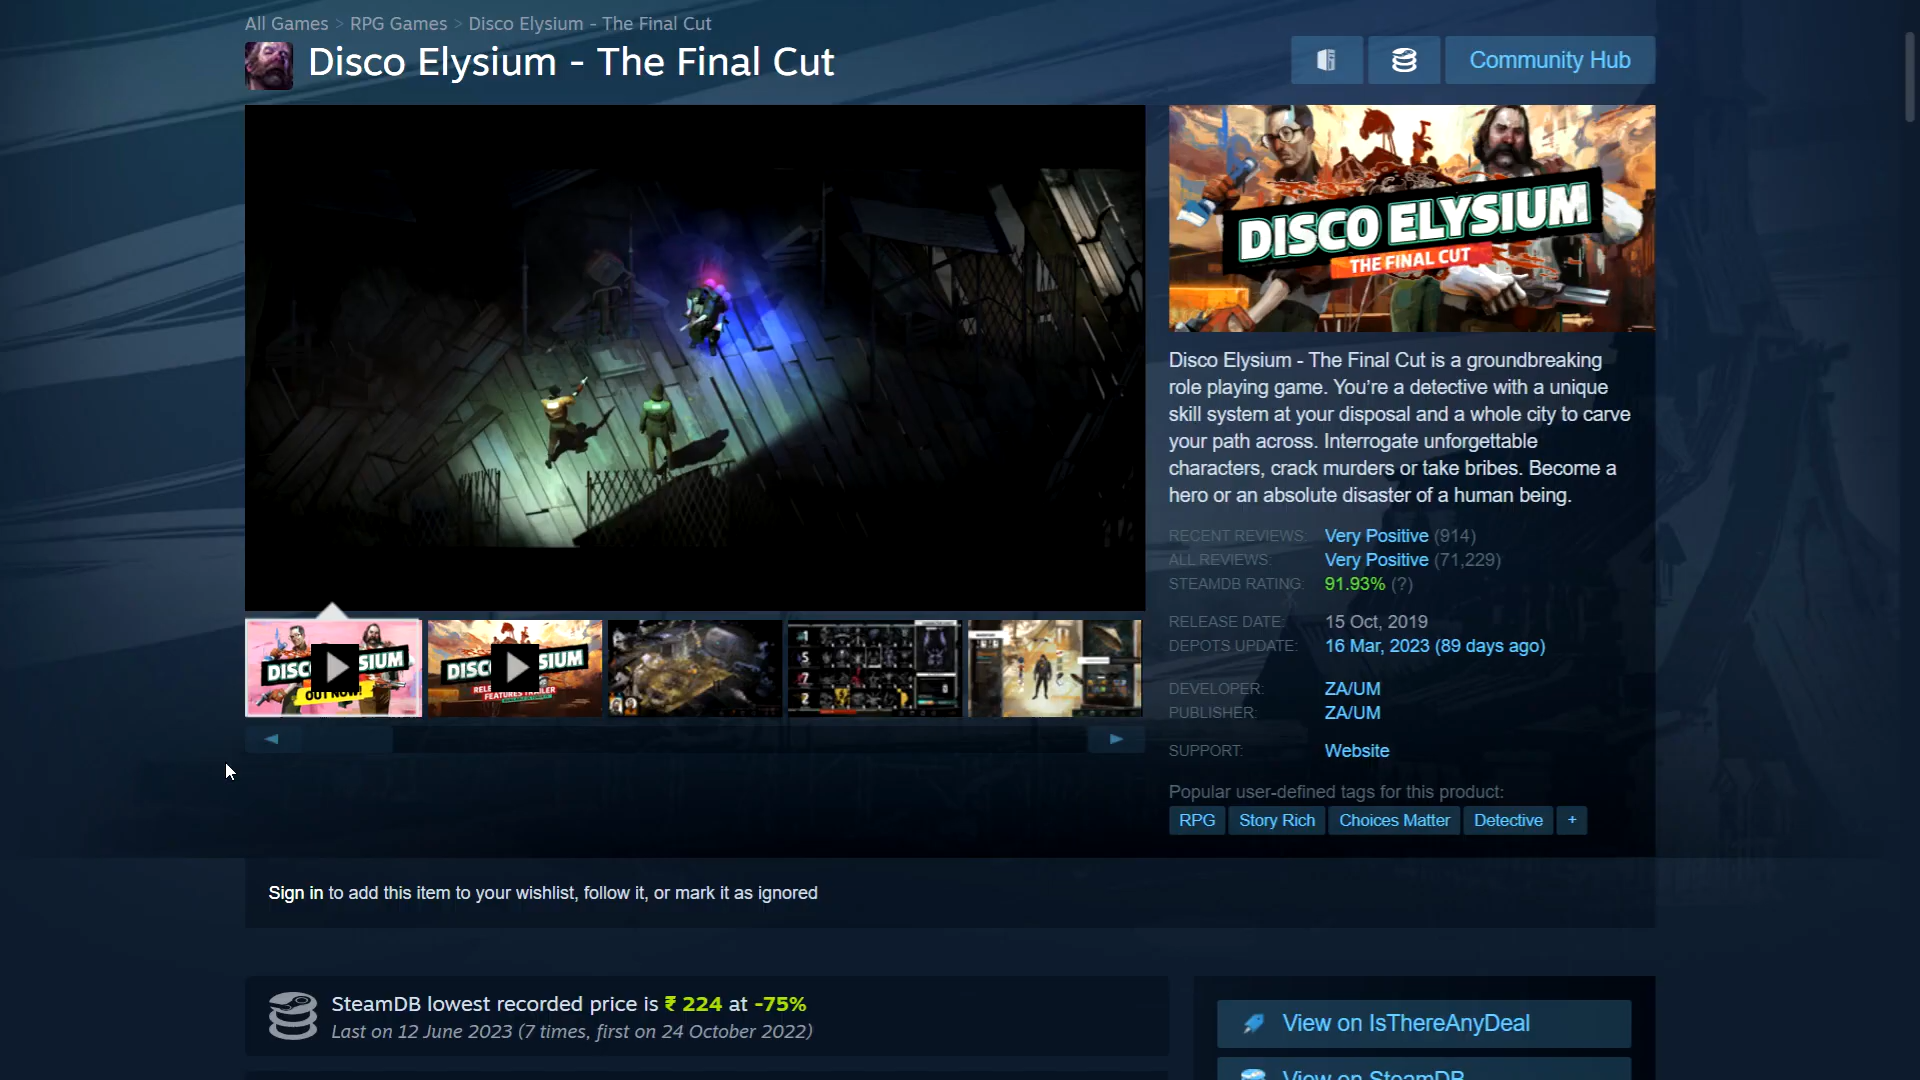 All Games > RPG Games > Disco Elysium - The Final Cut
Disco Elysium - The Final Cut
Community Hub
DISCO ELYSIUM
THE FINAL CUT
Disco Elysium - The Final Cut is a groundbreaking
role playing game. You’re a detective with a unique
skill system at your disposal and a whole city to carve
your path across. Interrogate unforgettable
characters, crack murders or take bribes. Become a
hero or an absolute disaster of a human being.
RECENT REVIEWS: Very Positive (914)
ALL REVIEWS: Very Positive (71,229)
STEAMDB RATING: 91.93% (?)
RELEASE DATE: 15 Oct, 2019
DEPOTS UPDATE: 16 Mar, 2023 (89 days ago)
DEVELOPER: ZA/UM
PUBLISHER: ZA/UM
SUPPORT: Website
Popular user-defined tags for this product:
RPG Story Rich Choices Matter Detective +
Sign in to add this item to your wishlist, follow it, or mark it as ignored
SteamDB lowest recorded price is ₹ 224 at -75%
Last on 12 June 2023 (7 times, first on 24 October 2022)
View on IsThereAnyDeal
View on SteamDB